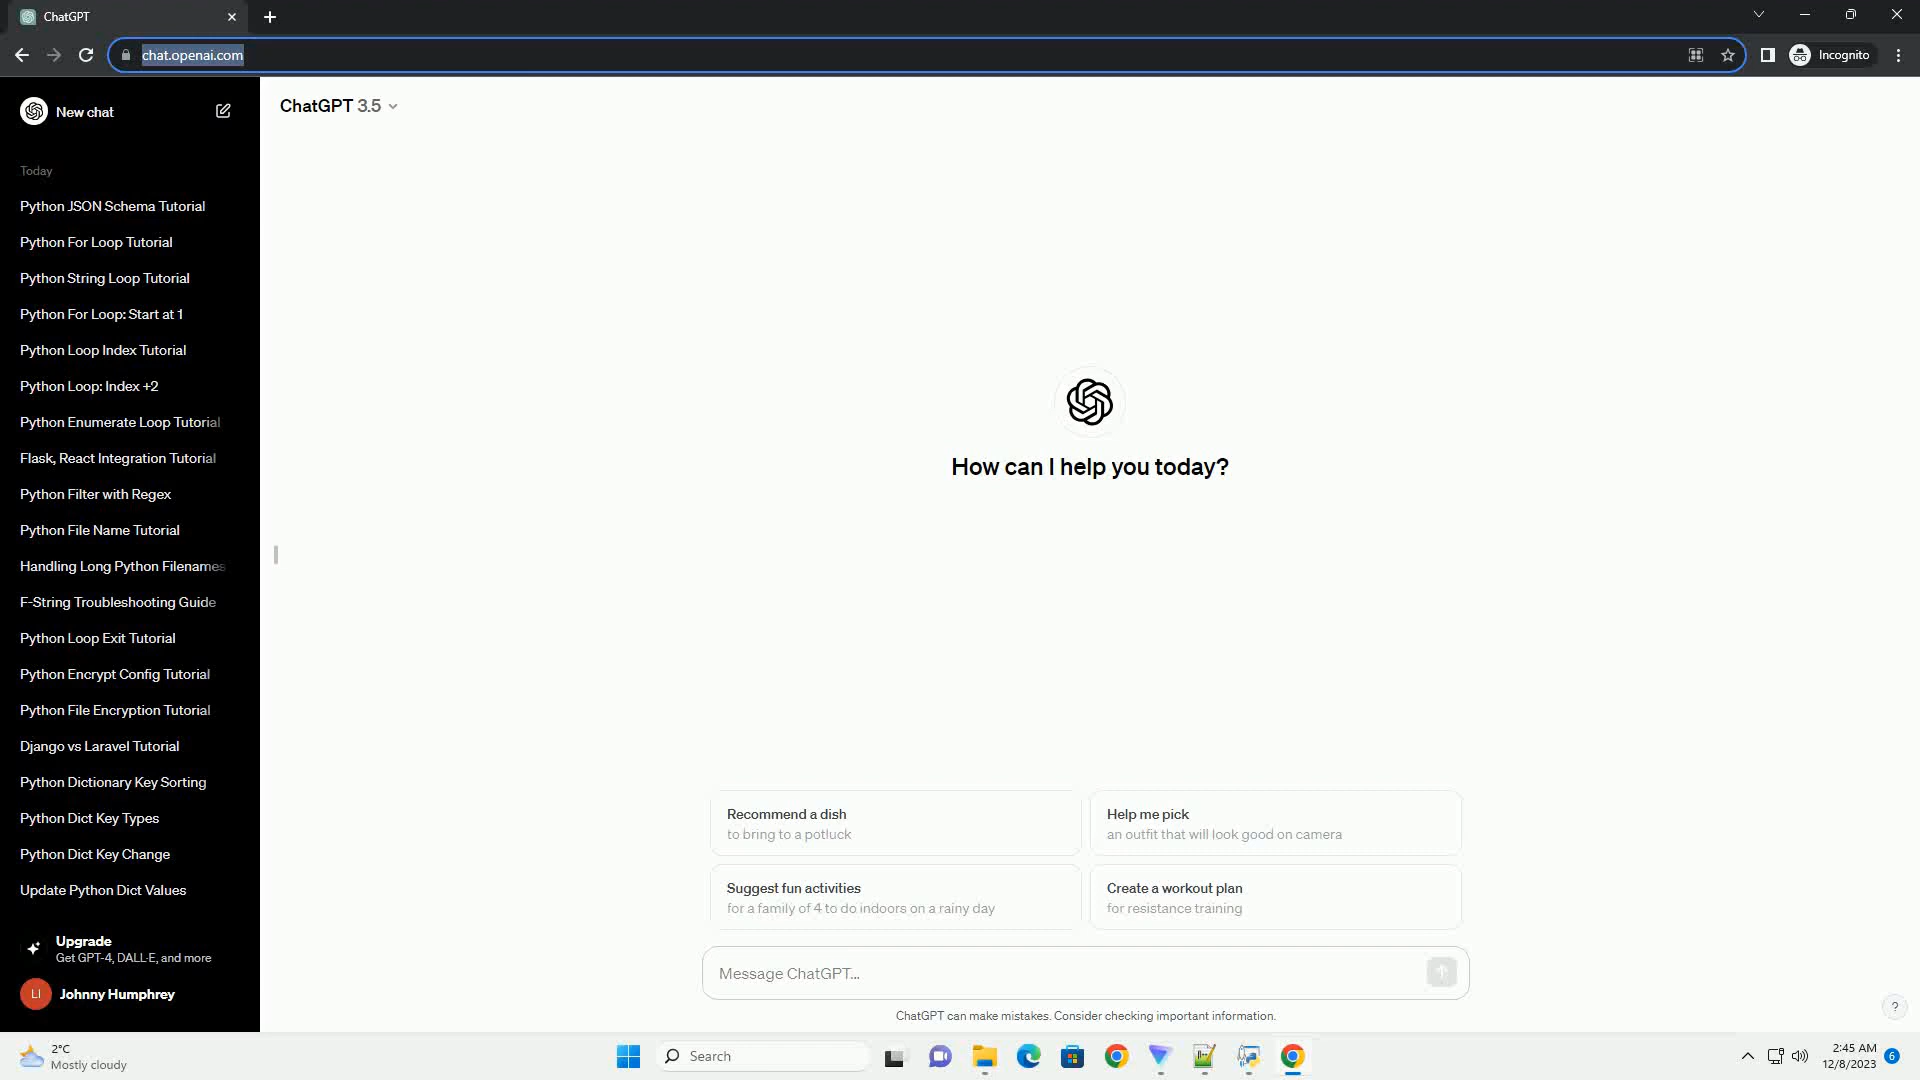 ChatGPT
chat.openai.com
Incognito
New chat
ChatGPT 3.5
Today
Python JSON Schema Tutorial
Python For Loop Tutorial
Python String Loop Tutorial
Python For Loop: Start at 1
Python Loop Index Tutorial
Python Loop: Index +2
Python Enumerate Loop Tutorial
Flask, React Integration Tutorial
Python Filter with Regex
Python File Name Tutorial
Handling Long Python Filenames
F-String Troubleshooting Guide
Python Loop Exit Tutorial
Python Encrypt Config Tutorial
Python File Encryption Tutorial
Django vs Laravel Tutorial
Python Dictionary Key Sorting
Python Dict Key Types
Python Dict Key Change
Update Python Dict Values
Upgrade
Get GPT-4, DALL·E, and more
LI
Johnny Humphrey
How can I help you today?
Recommend a dish
to bring to a potluck
Help me pick
an outfit that will look good on camera
Suggest fun activities
for a family of 4 to do indoors on a rainy day
Create a workout plan
for resistance training
Message ChatGPT...
ChatGPT can make mistakes. Consider checking important information.
?
2°C
Mostly cloudy
Search
2:45 AM
12/8/2023
6